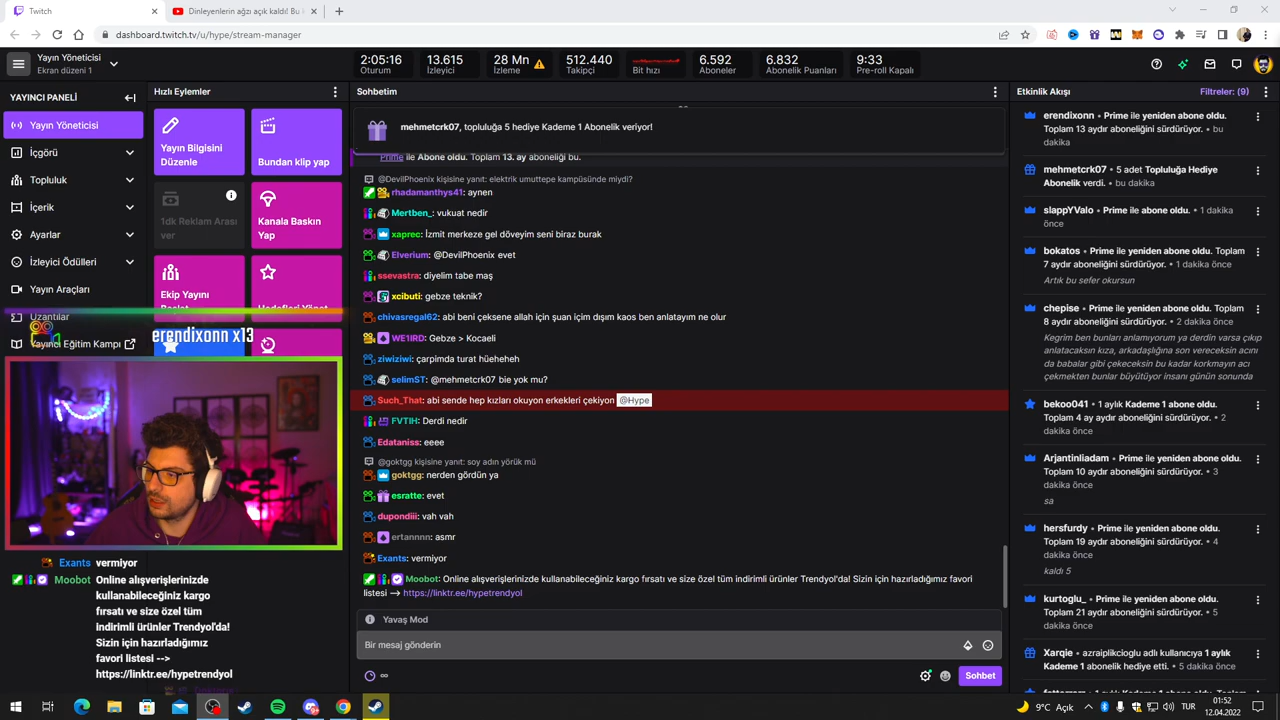 Twitch
Dinleyenlerin ağzı açık kaldı! Bu
dashboard.twitch.tv/u/hype/stream-manager
Yayın Yöneticisi
Ekran düzeni 1
2:05:16
Oturum
13.615
İzleyici
28 Mn
İzleme
512.440
Takipçi
Bit hızı
6.592
Aboneler
6.832
Abonelik Puanları
9:33
Pre-roll Kapalı
YAYINCI PANELİ
Yayın Yöneticisi
İçgörü
Topluluk
İçerik
Ayarlar
İzleyici Ödülleri
Yayın Araçları
Uzantılar
Yayıncı Eğitim Kampı
Hızlı Eylemler
Yayın Bilgisini
Düzenle
Bundan klip yap
1dk Reklam Arası
ver
Kanala Baskın
Yap
Ekip Yayını
Başlat
Hedefleri Yönet
erendixonn x13
Exants vermiyor
Moobot: Online alışverişlerinizde
kullanabileceğiniz kargo
fırsatı ve size özel tüm
indirimli ürünler Trendyol'da!
Sizin için hazırladığımız
favori listesi -->
https://linktr.ee/hypetrendyol
Sohbetim
mehmetcrk07, topluluğa 5 hediye Kademe 1 Abonelik veriyor!
Prime ile Abone oldu. Toplam 13. ay aboneliği bu.
@DevilPhoenix kişisine yanıt: elektrik umuttepe kampüsünde miydi?
rhadamanthys41: aynen
Mertben_: vukuat nedir
xaprec: İzmit merkeze gel döveyim seni biraz burak
Elverium: @DevilPhoenix evet
ssevastra: diyelim tabe maş
xcibuti: gebze teknik?
chivasregal62: abi beni çeksene allah için şuan içim dışım kaos ben anlatayım ne olur
WE1IRD: Gebze > Kocaeli
ziwiziwi: çarpimda turat hüeheheh
selimST: @mehmetcrk07 bie yok mu?
Such_That: abi sende hep kızları okuyon erkekleri çekiyon @Hype
FVTIH: Derdi nedir
Edataniss: eeee
@goktgg kişisine yanıt: soy adın yörük mü
goktgg: nerden gördün ya
esratte: evet
dupondiii: vah vah
ertannnn: asmr
Exants: vermiyor
Moobot: Online alışverişlerinizde kullanabileceğiniz kargo fırsatı ve size özel tüm indirimli ürünler Trendyol'da! Sizin için hazırladığımız favori
listesi --> https://linktr.ee/hypetrendyol
Yavaş Mod
Bir mesaj gönderin
Sohbet
Etkinlik Akışı
Filtreler: (9)
erendixonn • Prime ile yeniden abone oldu.
Toplam 13 aydır aboneliğini sürdürüyor. • bu
dakika
mehmetcrk07 • 5 adet Topluluğa Hediye
Abonelik verdi. • bu dakika
slappYValo • Prime ile abone oldu. • 1 dakika
önce
bokatos • Prime ile yeniden abone oldu. Toplam
7 aydır aboneliğini sürdürüyor. • 1 dakika önce
Artık bu sefer okursun
chepise • Prime ile yeniden abone oldu. Toplam
8 aydır aboneliğini sürdürüyor. • 2 dakika önce
Kegrim ben bunları anlamıyorum ya derdin varsa çıkıp
anlatacaksın kıza, arkadaşlığına son vereceksin arıncı da
da babalar gibi çekeceksin bu kadar korkmayın acı
çekmekten bunlar büyütüyor insanı günün sonunda
bekoo041 • 1 aylık Kademe 1 abone oldu.
Toplam 4 ay aydır aboneliğini sürdürüyor. • 2
dakika önce
Arjantinliadam • Prime ile yeniden abone oldu.
Toplam 10 aydır aboneliğini sürdürüyor. • 3
dakika önce
sa
hersfurdy • Prime ile yeniden abone oldu.
Toplam 19 aydır aboneliğini sürdürüyor. • 4
dakika önce
kaldı 5
kurtoglu_ • Prime ile yeniden abone oldu.
Toplam 21 aydır aboneliğini sürdürüyor. • 5
dakika önce
Xarqie • azraiplikcioglu adlı kullanıcıya 1 aylık
Kademe 1 abonelik hediye etti. • 5 dakika önce
9°C Açık
TUR
01:52
12.04.2022